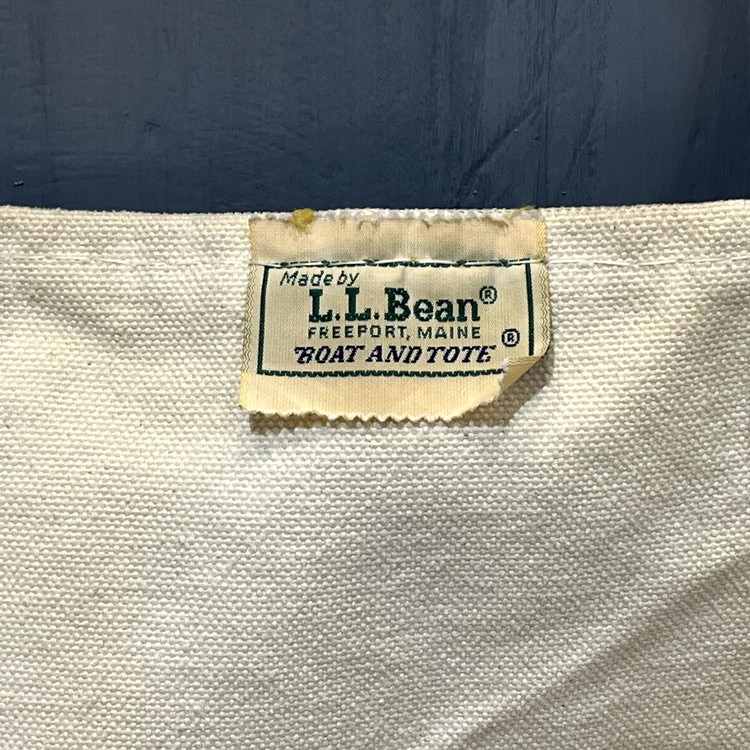 Made by
L.L.Bean®
FREEPORT, MAINE
"BOAT AND TOTE"®